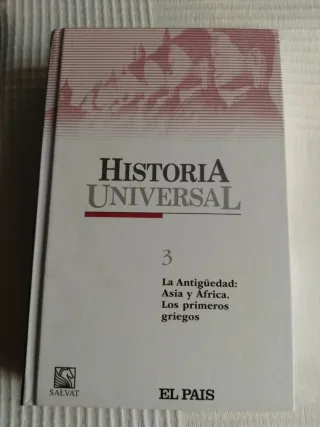 HISTORIA
UNIVERSAL
3
La Antigüedad:
Asia y África.
Los primeros
griegos
SALVAT
EL PAIS